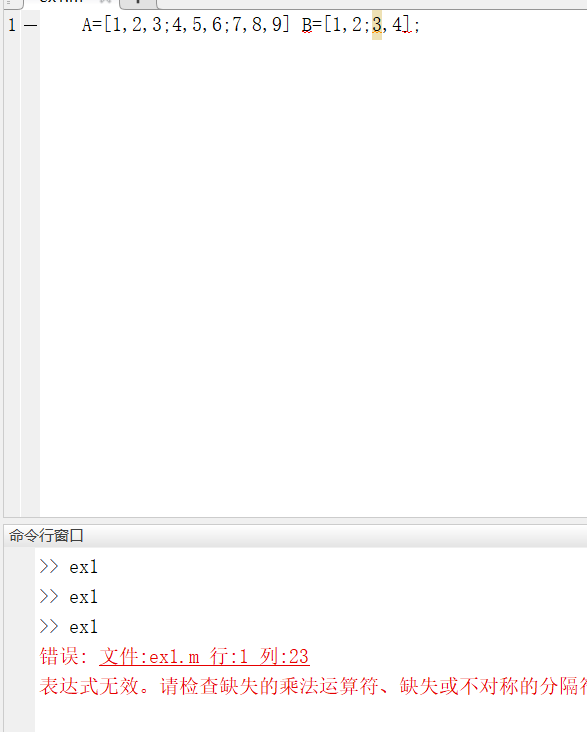 1 — A=[1,2,3;4,5,6;7,8,9] B=[1,2;3,4];
命令行窗口
>> ex1
>> ex1
>> ex1
错误: 文件:ex1.m 行:1 列:23
表达式无效。请检查缺失的乘法运算符、缺失或不对称的分隔符